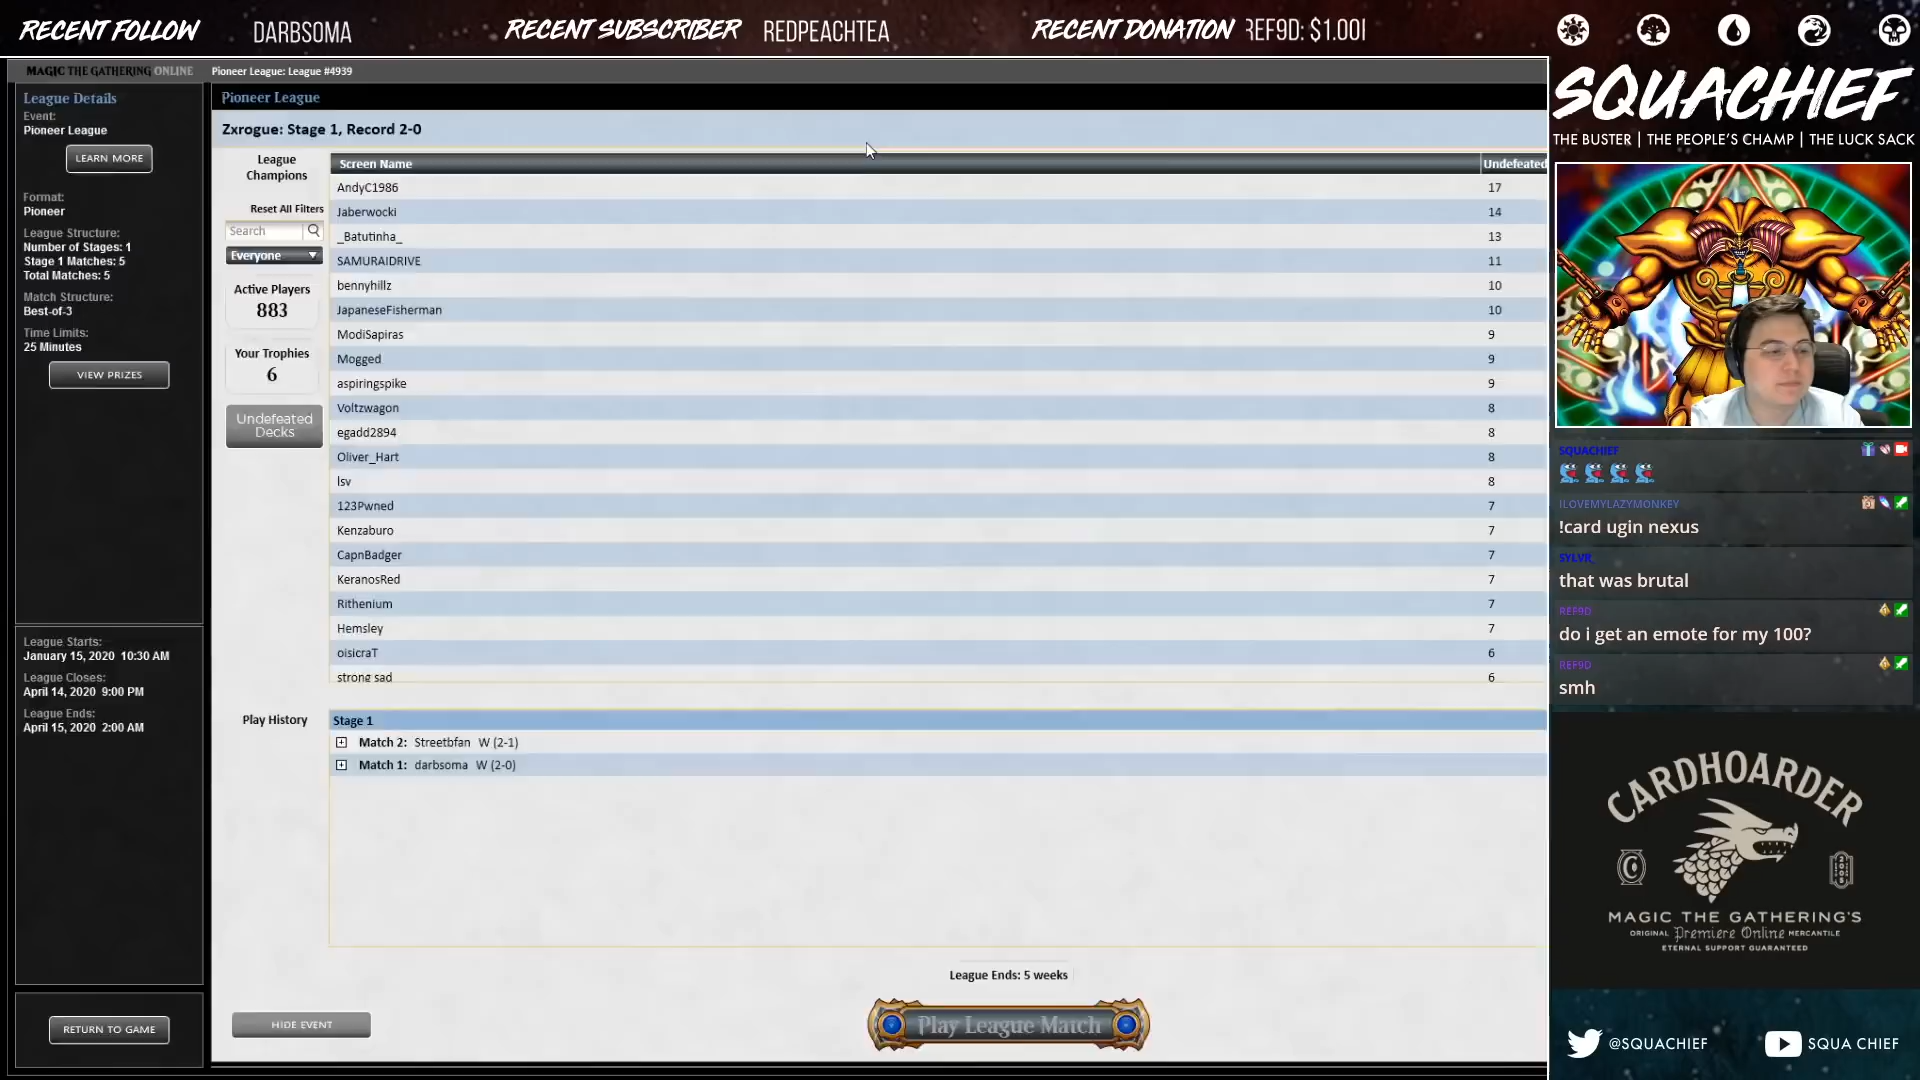 RECENT FOLLOW DARBSOMA RECENT SUBSCRIBER REDPEACHTEA RECENT DONATION REF9D: $1.00
MAGIC THE GATHERING ONLINE Pioneer League: League #4939
League Details
Event:
Pioneer League
LEARN MORE
Format:
Pioneer
League Structure:
Number of Stages: 1
Stage 1 Matches: 5
Total Matches: 5
Match Structure:
Best-of-3
Time Limits:
25 Minutes
VIEW PRIZES
League Starts:
January 15, 2020 10:30 AM
League Closes:
April 14, 2020 9:00 PM
League Ends:
April 15, 2020 2:00 AM
RETURN TO GAME
Pioneer League
Zxrogue: Stage 1, Record 2-0
League
Champions
Reset All Filters
Search
Everyone
Active Players
883
Your Trophies
6
Undefeated
Decks
Screen Name Undefeated
AndyC1986 17
Jaberwocki 14
_Batutinha_ 13
SAMURAIDRIVE 11
bennyhillz 10
JapaneseFisherman 10
ModiSapiras 9
Mogged 9
aspiringspike 9
Voltzwagon 8
egadd2894 8
Oliver_Hart 8
lsv 8
123Pwned 7
Kenzaburo 7
CapnBadger 7
KeranosRed 7
Rithenium 7
Hemsley 7
oisicraT 6
strong sad 6
Play History
Stage 1
Match 2: Streetbfan W (2-1)
Match 1: darbsoma W (2-0)
League Ends: 5 weeks
HIDE EVENT
Play League Match
SQUACHIEF
THE BUSTER | THE PEOPLE'S CHAMP | THE LUCK SACK
SQUACHIEF
ILOVEMYLAZYMONKEY
!card ugin nexus
SYLVR_
that was brutal
REF9D
do i get an emote for my 100?
REF9D
smh
CARDHOARDER
C
2005
MAGIC THE GATHERING'S
ORIGINAL Premiere Online MERCANTILE
ETERNAL SUPPORT GUARANTEED
@SQUACHIEF SQUA CHIEF